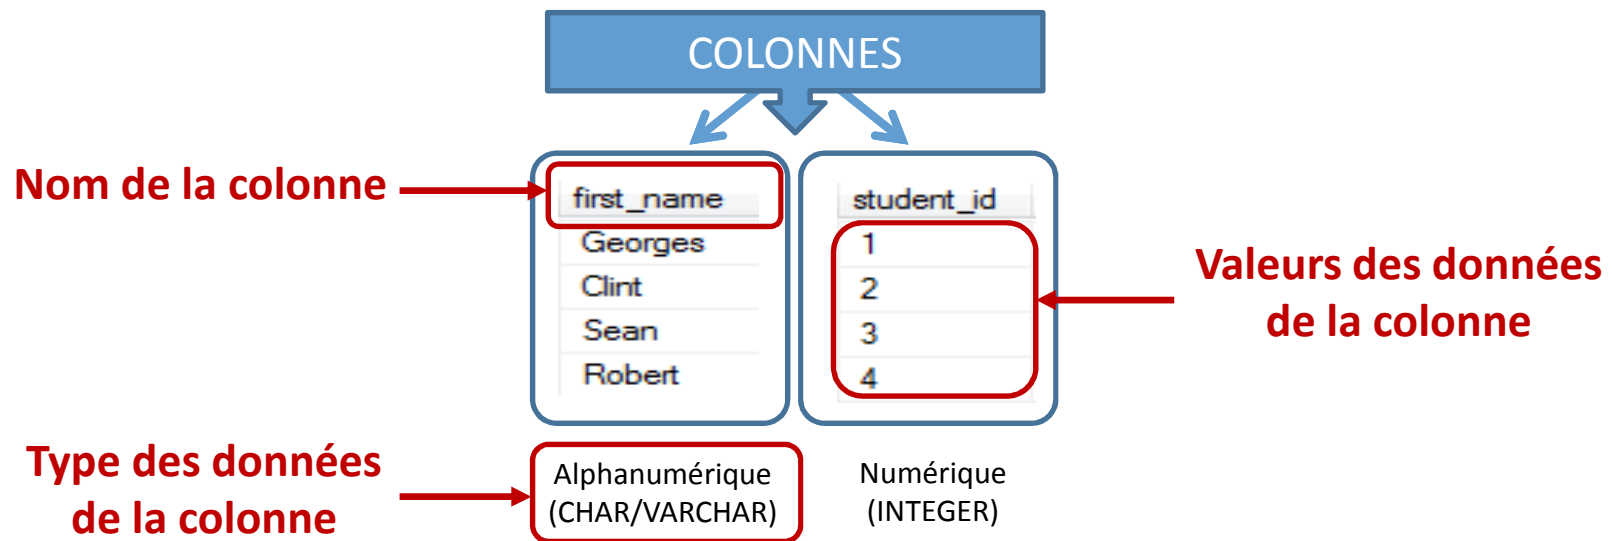 COLONNES
Nom de la colonne
first_name
Georges
Clint
Sean
Robert
student_id
1
2
3
4
Valeurs des données
de la colonne
Type des données
de la colonne
Alphanumérique
(CHAR/VARCHAR)
Numérique
(INTEGER)